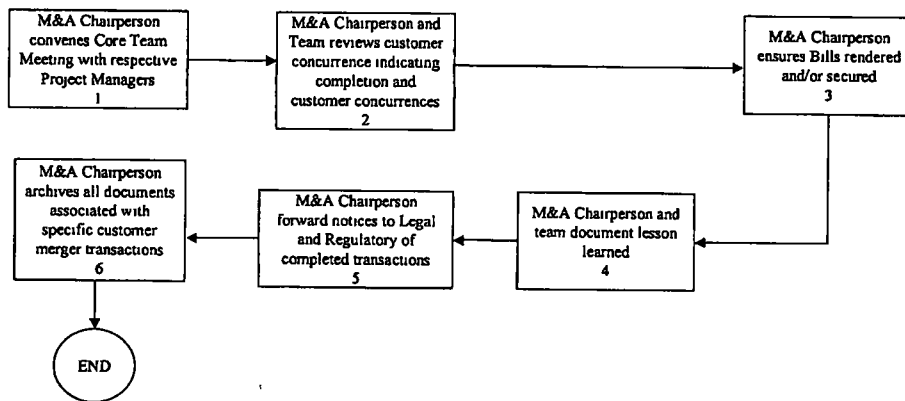 M&A Chairperson
convenes Core Team
Meeting with respective
Project Managers
1
M&A Chairperson and
Team reviews customer
concurrence indicating
completion and
customer concurrences
2
M&A Chairperson
ensures Bills rendered
and/or secured
3
M&A Chairperson and
team document lesson
learned
4
M&A Chairperson
forward notices to Legal
and Regulatory of
completed transactions
5
M&A Chairperson
archives all documents
associated with
specific customer
merger transactions
6
END